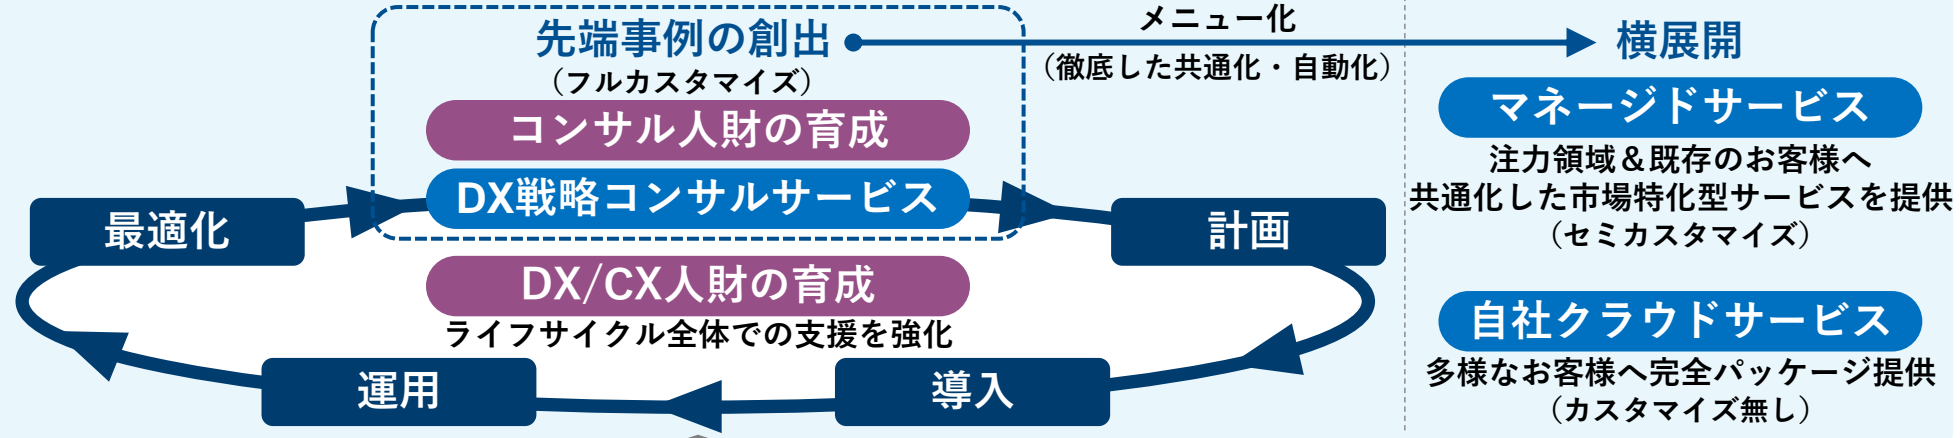 先端事例の創出
（フルカスタマイズ）
コンサル人財の育成
DX戦略コンサルサービス
最適化
計画
DX/CX人財の育成
ライフサイクル全体での支援を強化
運用
導入
メニュー化
（徹底した共通化・自動化）
横展開
マネージドサービス
注力領域＆既存のお客様へ
共通化した市場特化型サービスを提供
（セミカスタマイズ）
自社クラウドサービス
多様なお客様へ完全パッケージ提供
（カスタマイズ無し）